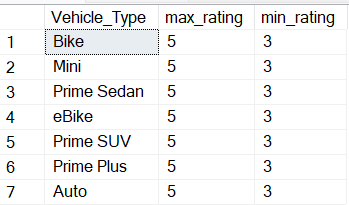 Vehicle_Type max_rating min_rating
1 Bike 5 3
2 Mini 5 3
3 Prime Sedan 5 3
4 eBike 5 3
5 Prime SUV 5 3
6 Prime Plus 5 3
7 Auto 5 3